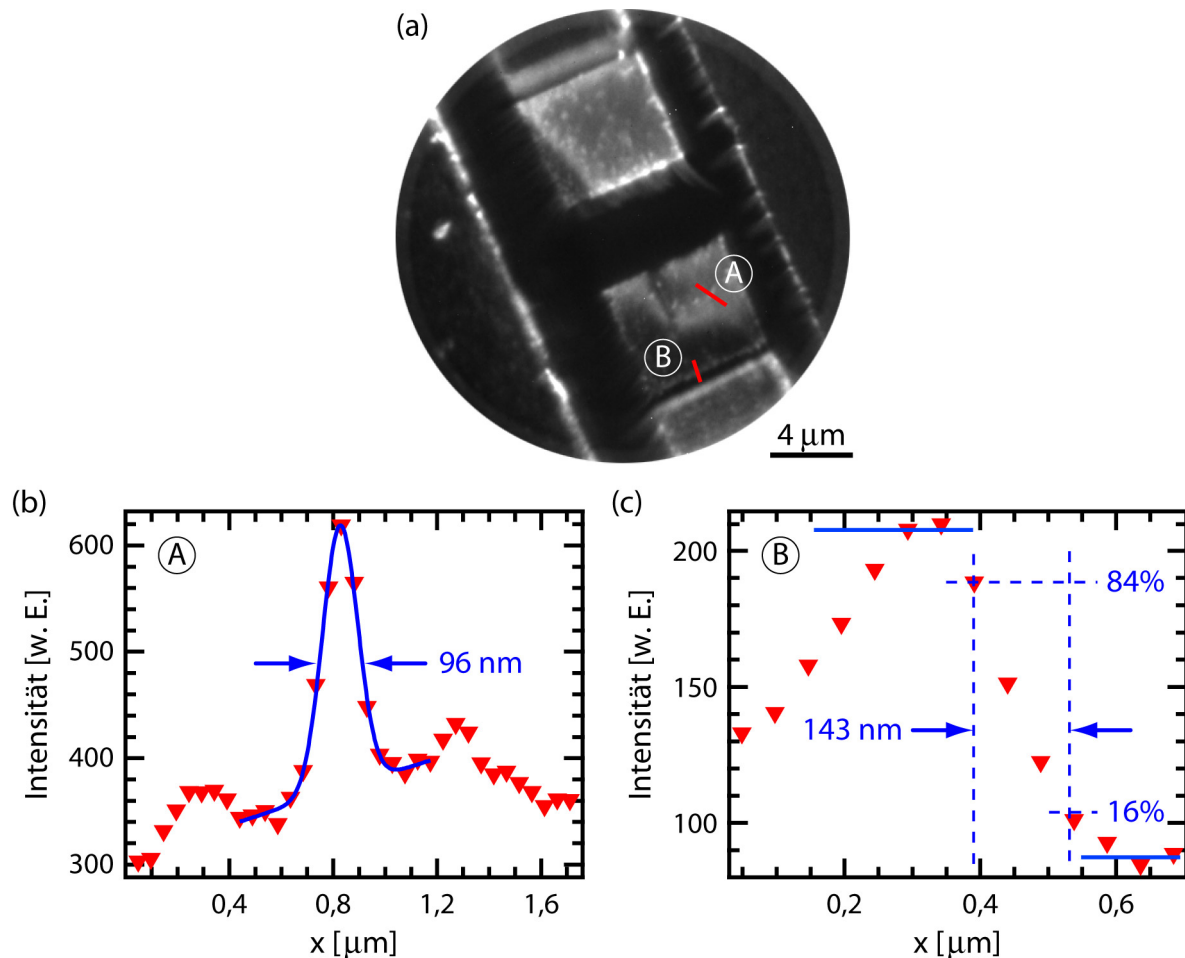 (a)
A
B
4 μm
(b)
(c)
A
Intensität [w. E.]
600
500
400
300
96 nm
0,4
0,8
1,2
1,6
x [μm]
B
Intensität [w. E.]
200
150
100
84%
143 nm
16%
0,2
0,4
0,6
x [μm]